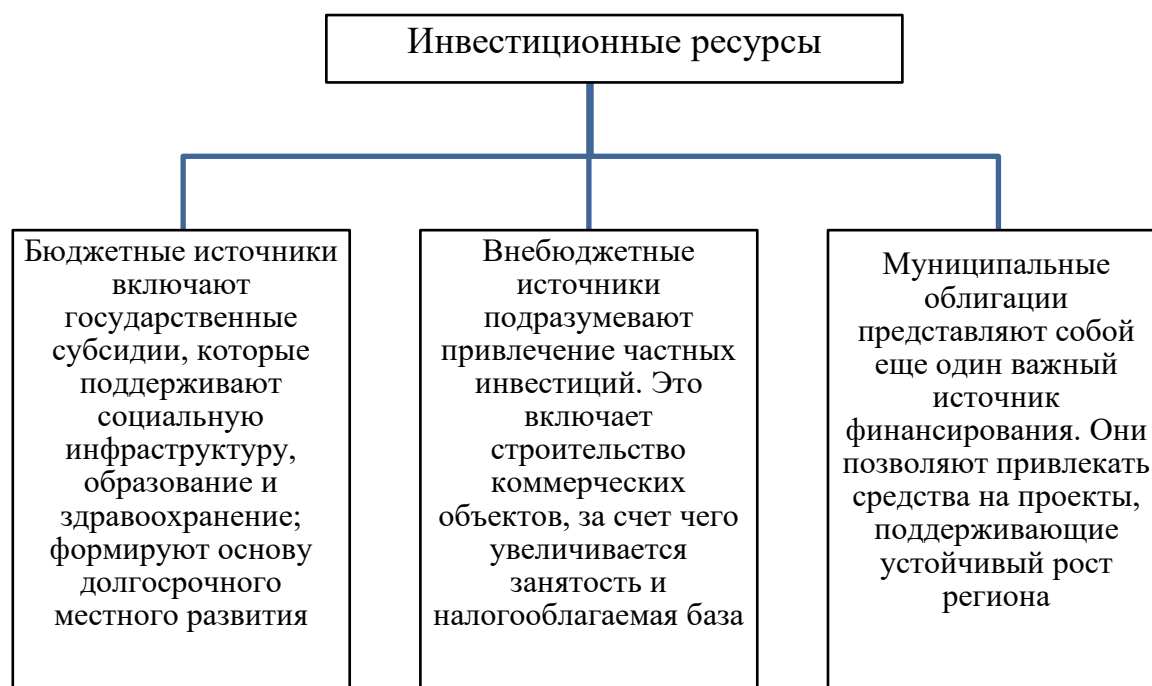 Инвестиционные ресурсы
Бюджетные источники
включают
государственные
субсидии, которые
поддерживают
социальную
инфраструктуру,
образование и
здравоохранение;
формируют основу
долгосрочного
местного развития
Внебюджетные
источники
подразумевают
привлечение частных
инвестиций. Это
включает
строительство
коммерческих
объектов, за счет чего
увеличивается
занятость и
налогооблагаемая база
Муниципальные
облигации
представляют собой
еще один важный
источник
финансирования. Они
позволяют привлекать
средства на проекты,
поддерживающие
устойчивый рост
региона